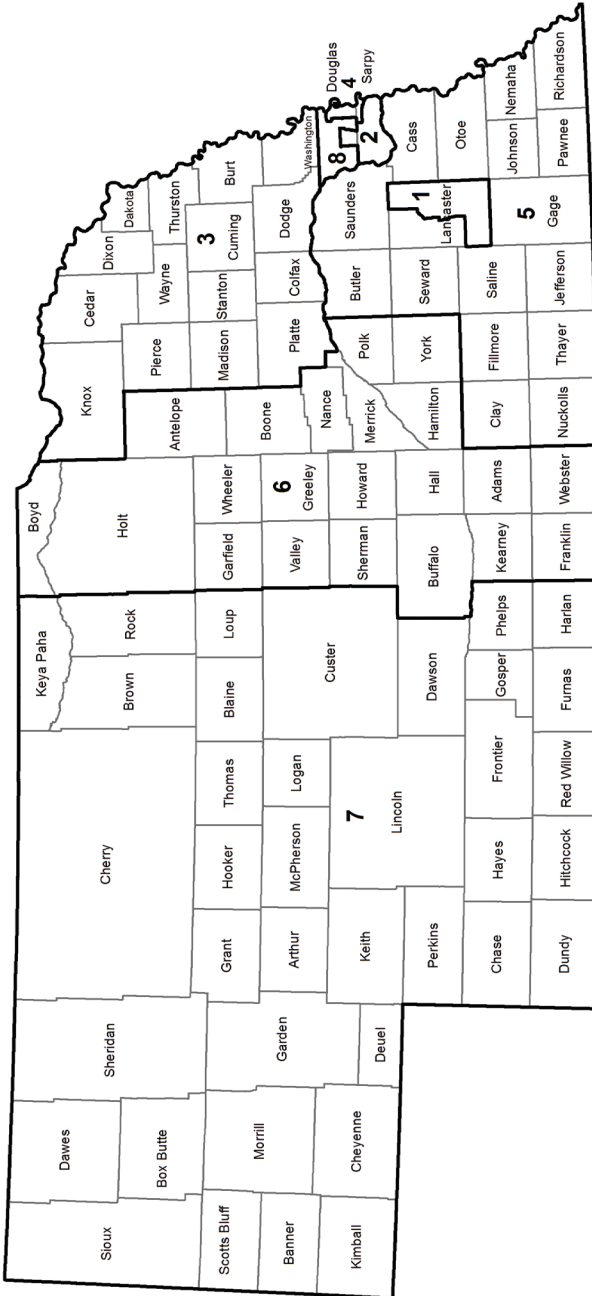 Sioux
Dawes
Sheridan
Cherry
Keya Paha
Boyd
Box Butte
Brown
Rock
Holt
Knox
Cedar
Dixon
Dakota
Antelope
Pierce
Wayne
Thurston
Scotts Bluff
Grant
Hooker
Thomas
Blaine
Loup
Garfield
Wheeler
Madison
Stanton
3
Cuming
Burt
Banner
Morrill
Garden
Arthur
McPherson
Logan
Custer
Valley
6
Greeley
Boone
Platte
Colfax
Dodge
Washington
Nance
Kimball
Cheyenne
Deuel
Keith
7
Lincoln
Sherman
Howard
Merrick
Polk
Butler
Saunders
8
2
Douglas
4
Sarpy
Perkins
Dawson
Buffalo
Hall
Hamilton
York
Seward
Lancaster
1
Cass
Otoe
Chase
Hayes
Frontier
Gosper
Phelps
Kearney
Adams
Clay
Fillmore
Saline
5
Gage
Johnson
Nemaha
Dundy
Hitchcock
Red Willow
Furnas
Harlan
Franklin
Webster
Nuckolls
Thayer
Jefferson
Pawnee
Richardson